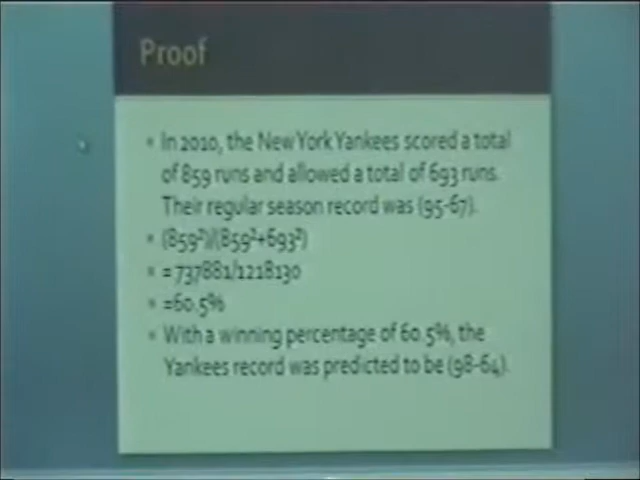 Proof
• In 2010, the New York Yankees scored a total
of 859 runs and allowed a total of 693 runs.
Their regular season record was (95-67).
• (859²)/(859²+693²)
• = 737881/1218130
• =60.5%
• With a winning percentage of 60.5%, the
Yankees record was predicted to be (98-64).